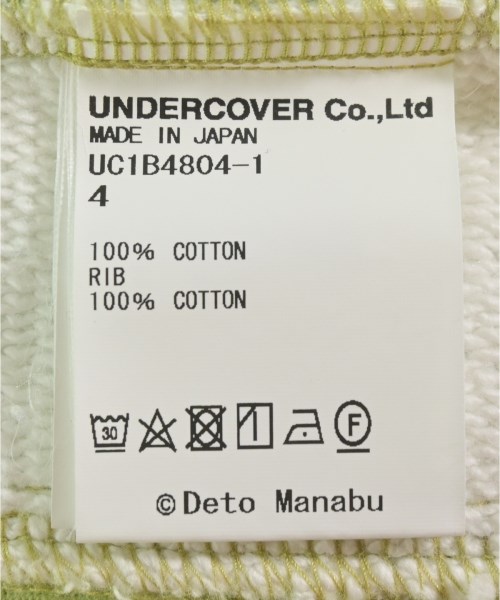 UNDERCOVER Co.,Ltd
MADE IN JAPAN
UC1B4804-1
4
100% COTTON
RIB
100% COTTON
30 F
©Deto Manabu